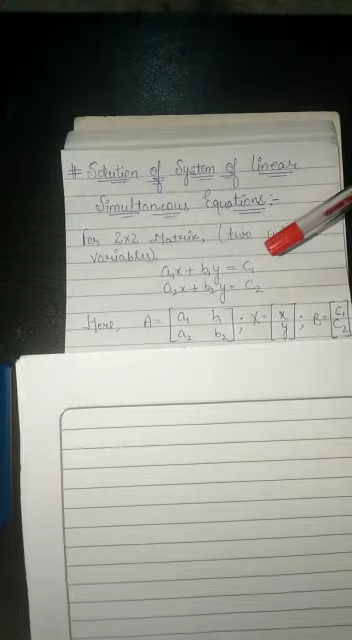 # Solution of System of linear
Simultaneous Equations:-
For 2x2 Matrix, (two
variables).
a₁x + b₁y = c₁
a₂x + b₂y = c₂
Here, A = [a₁ b₁; X = [x; B = [c₁
a₂ b₂] y] c₂]